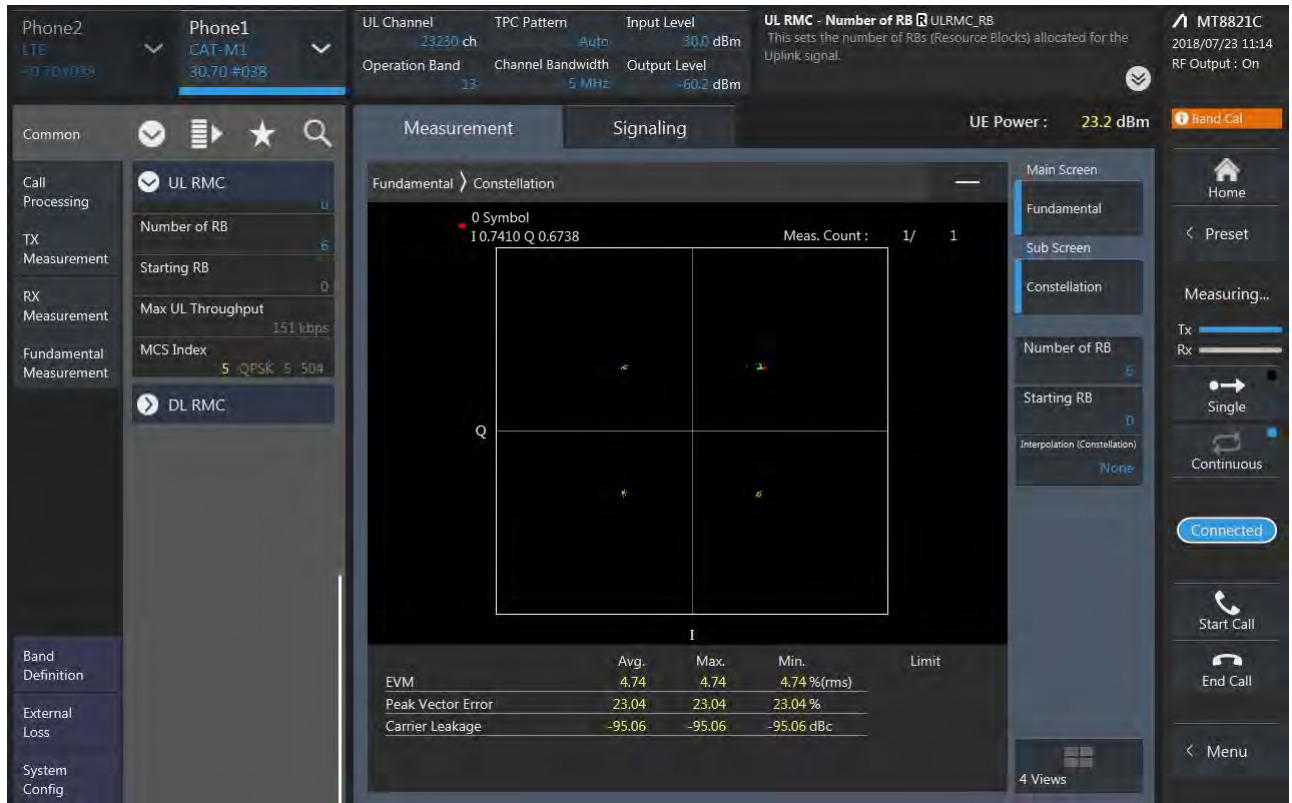 Phone2
LTE
Phone1
CAT-M1
30.70 #038
UL Channel
23230 ch
TPC Pattern
Auto
Input Level
30.0 dBm
Operation Band
13
Channel Bandwidth
5 MHz
Output Level
-60.2 dBm
UL RMC - Number of RB R ULRMC_RB
This sets the number of RBs (Resource Blocks) allocated for the
Uplink signal.
MT8821C
2018/07/23 11:14
RF Output : On
Common
Call
Processing
TX
Measurement
RX
Measurement
Fundamental
Measurement
Band
Definition
External
Loss
System
Config
UL RMC
Number of RB
6
Starting RB
0
Max UL Throughput
151 kbps
MCS Index
5 QPSK 5 504
DL RMC
Measurement
Signaling
UE Power : 23.2 dBm
Fundamental 〉 Constellation
0 Symbol
I 0.7410 Q 0.6738
Meas. Count : 1/ 1
Q
I
Avg. Max. Min. Limit
EVM 4.74 4.74 4.74 %(rms)
Peak Vector Error 23.04 23.04 23.04 %
Carrier Leakage -95.06 -95.06 -95.06 dBc
Main Screen
Fundamental
Sub Screen
Constellation
Number of RB
6
Starting RB
0
Interpolation (Constellation)
None
4 Views
Band Cal
Home
< Preset
Measuring...
Tx
Rx
Single
Continuous
Connected
Start Call
End Call
< Menu